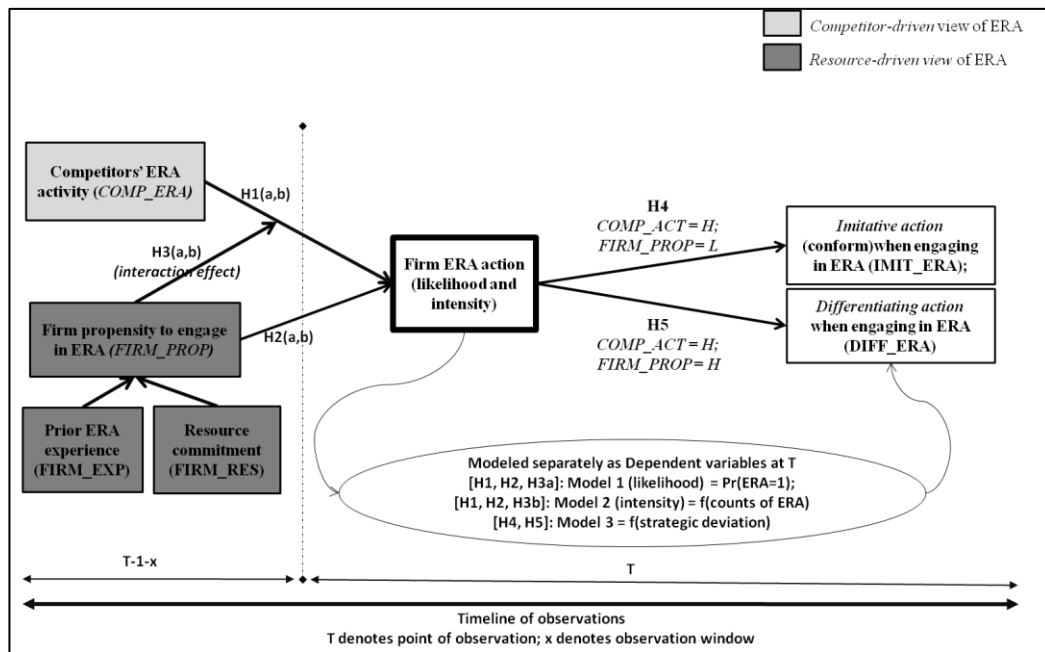 Competitor-driven view of ERA
Resource-driven view of ERA
Competitors' ERA
activity (COMP_ERA)
H1(a,b)
H3(a,b)
(interaction effect)
Firm propensity to engage
in ERA (FIRM_PROP)
H2(a,b)
Prior ERA
experience
(FIRM_EXP)
Resource
commitment
(FIRM_RES)
Firm ERA action
(likelihood and
intensity)
H4
COMP_ACT = H;
FIRM_PROP = L
H5
COMP_ACT = H;
FIRM_PROP = H
Imitative action
(conform)when engaging
in ERA (IMIT_ERA);
Differentiating action
when engaging in ERA
(DIFF_ERA)
Modeled separately as Dependent variables at T
[H1, H2, H3a]: Model 1 (likelihood) = Pr(ERA=1);
[H1, H2, H3b]: Model 2 (intensity) = f(counts of ERA)
[H4, H5]: Model 3 = f(strategic deviation)
T-1-x
T
Timeline of observations
T denotes point of observation; x denotes observation window